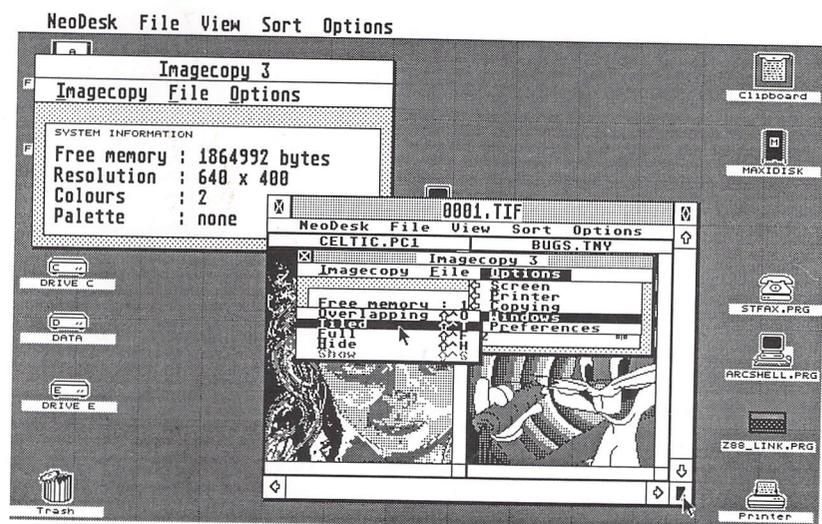 NeoDesk File View Sort Options
A
F
Imagecopy 3
Imagecopy File Options
SYSTEM INFORMATION
Free memory : 1864992 bytes
Resolution : 640 x 400
Colours : 2
Palette : none
F
Clipboard
M
MAXIDISK
0001.TIF
NeoDesk File View Sort Options
CELTIC.PC1 BUGS.TNY
Imagecopy 3
Imagecopy File Options
Screen
Printer
Copying
Windows
Preferences
Free memory : 1
Overlapping ⇧^O
Tiled ⇧^T
Full ⇧^F
Hide ⇧^H
Show ⇧^S
C
DRIVE C
D
DATA
E
DRIVE E
Trash
STFAX.PRG
ARCSHELL.PRG
Z88_LINK.PRG
Printer